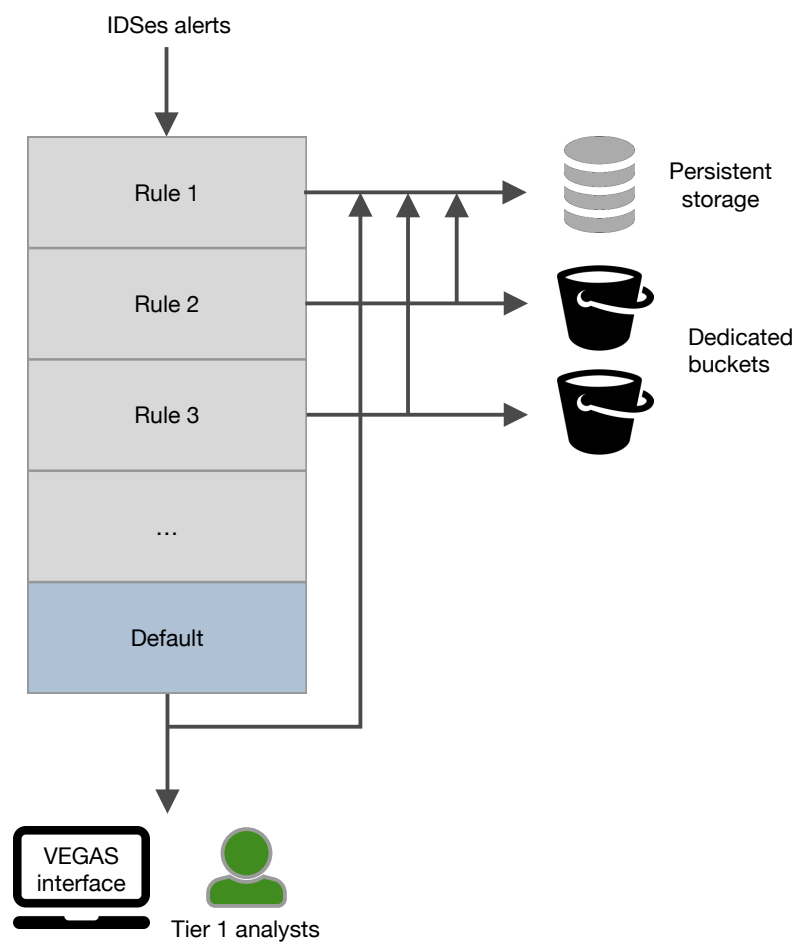 IDSes alerts
Rule 1
Persistent
storage
Rule 2
Dedicated
buckets
Rule 3
...
Default
VEGAS
interface
Tier 1 analysts